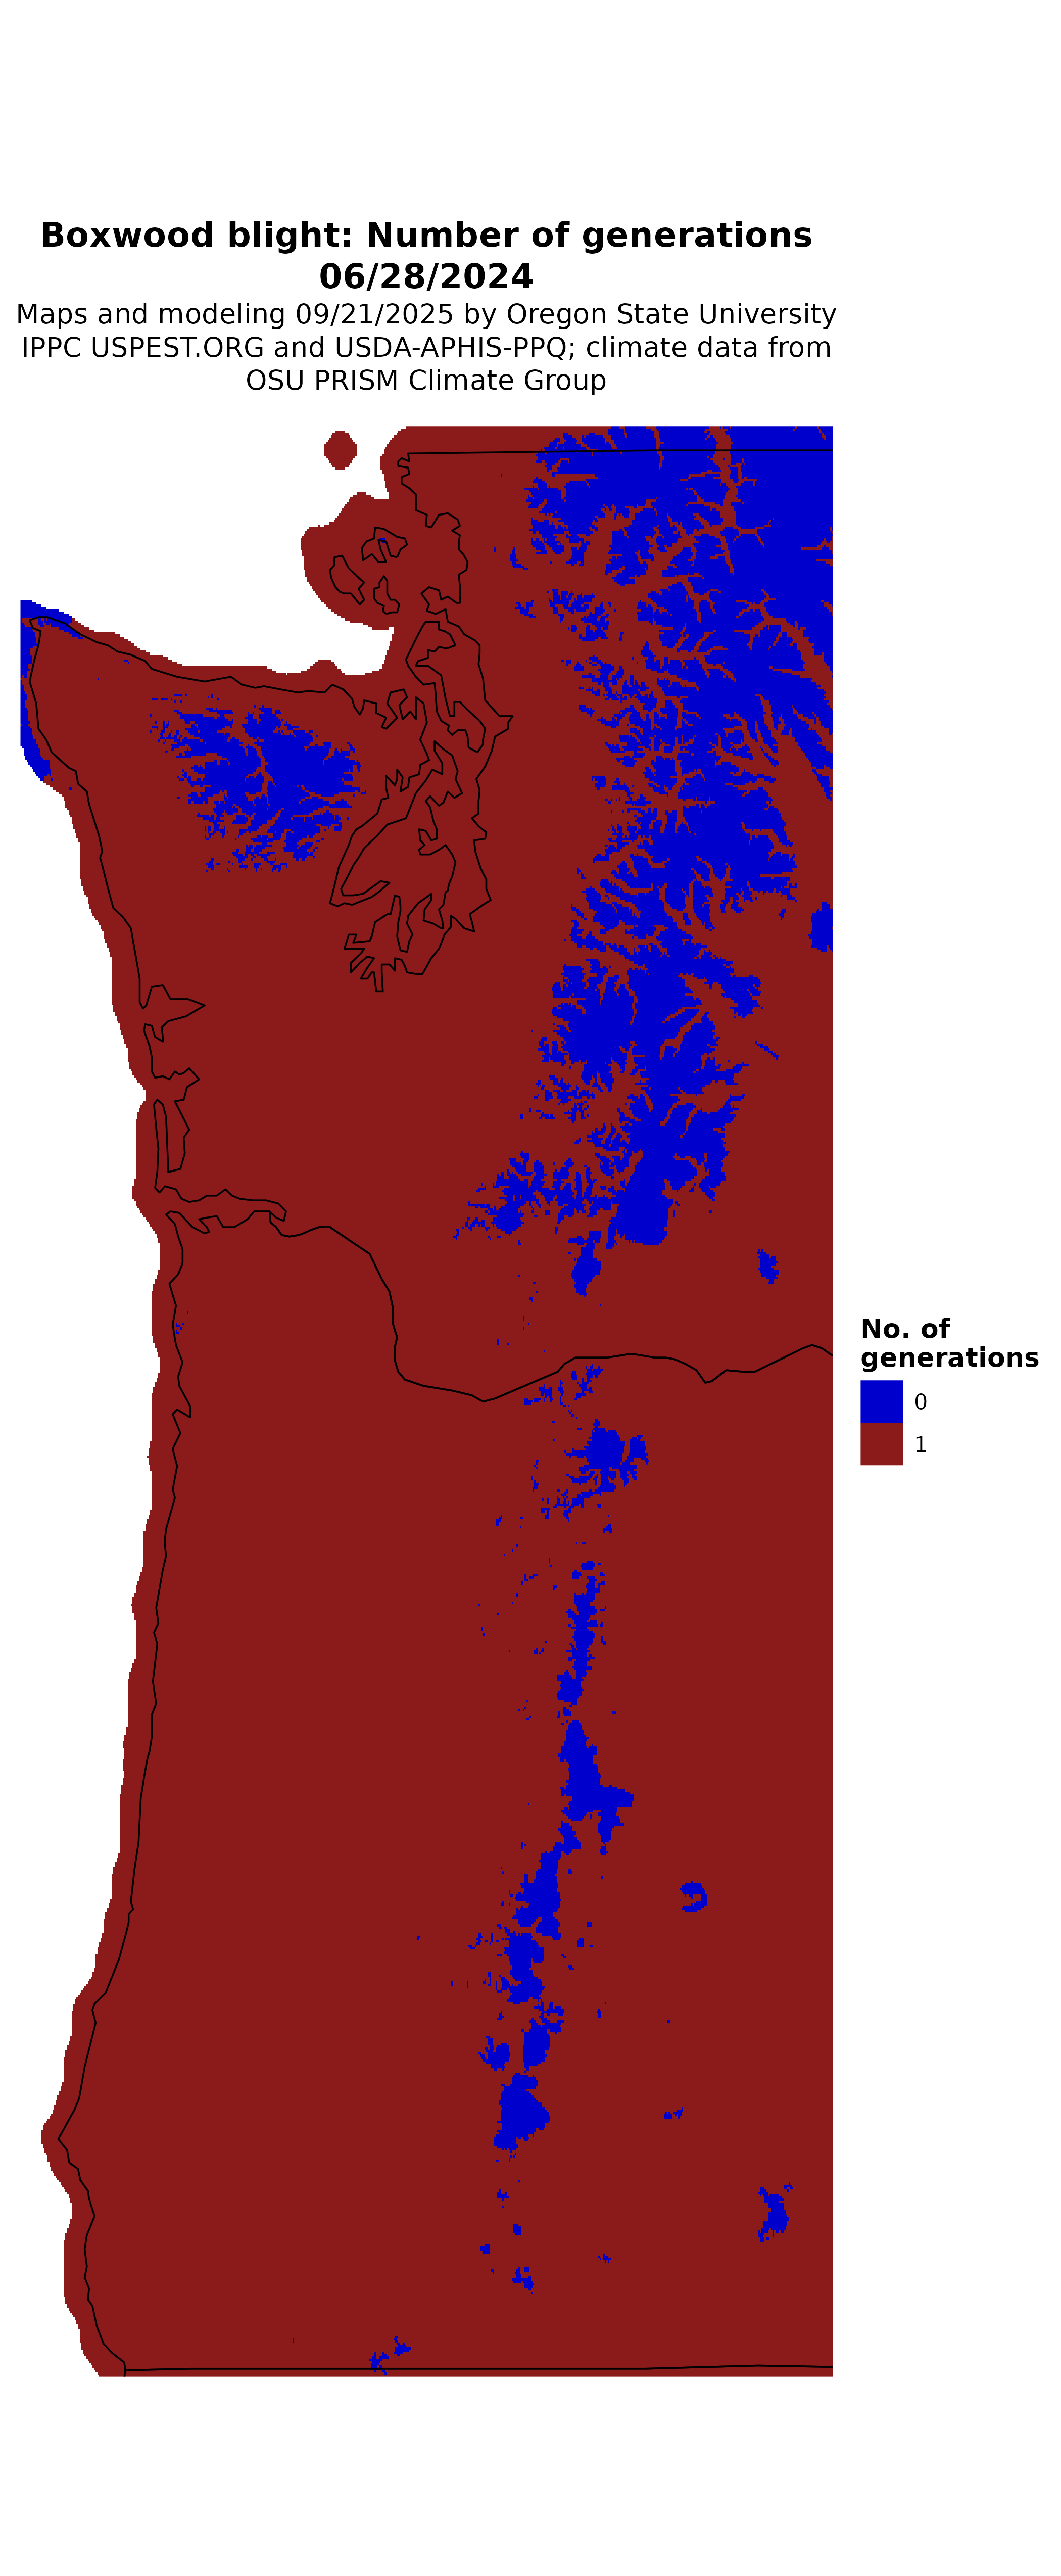 Boxwood blight: Number of generations
06/28/2024
Maps and modeling 09/21/2025 by Oregon State University
IPPC USPEST.ORG and USDA-APHIS-PPQ; climate data from
OSU PRISM Climate Group
No. of
generations
0
1